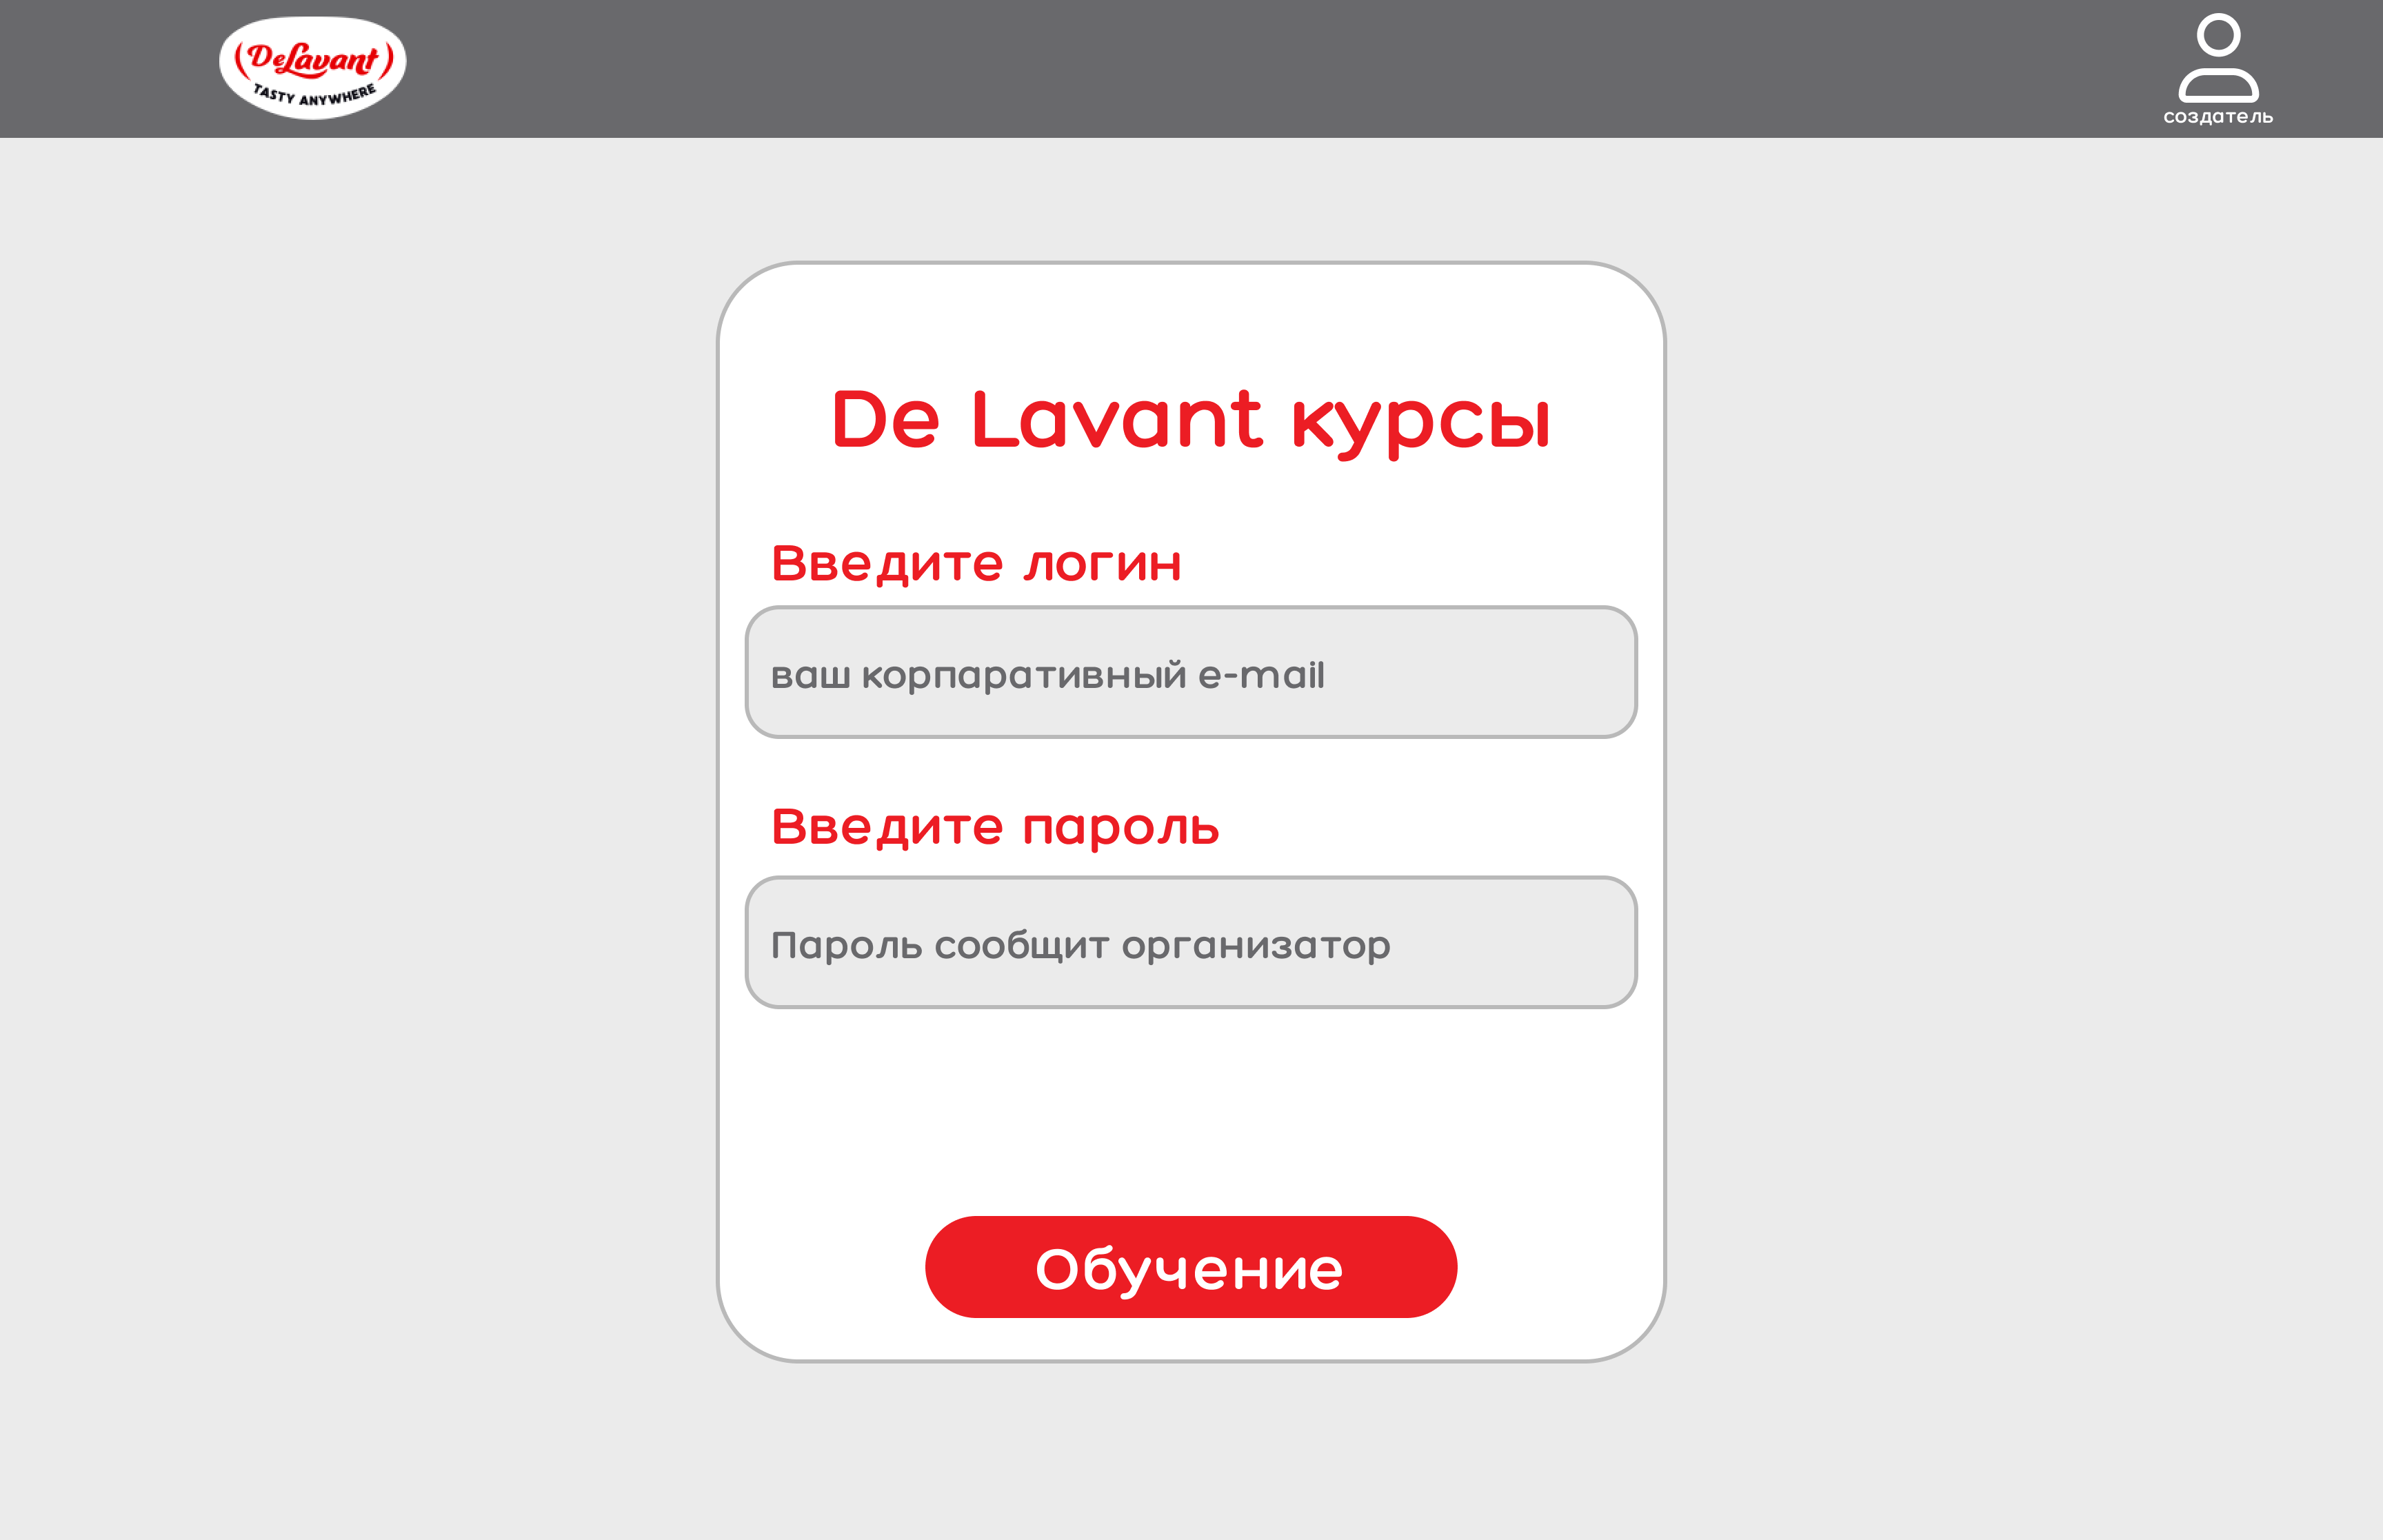 DeLavant
TASTY ANYWHERE
создатель
De Lavant курсы
Введите логин
ваш корпаративный e-mail
Введите пароль
Пароль сообщит организатор
Обучение